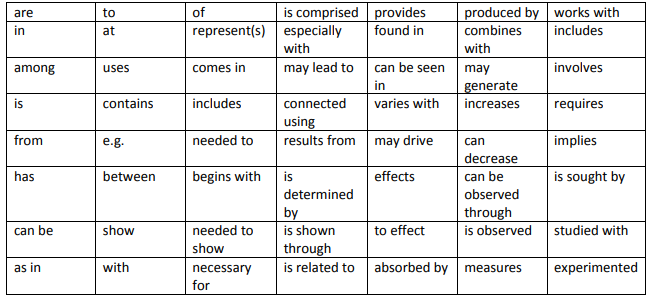 are to of is comprised provides produced by works with
in at represent(s) especially found in combines includes
with with
among uses comes in may lead to can be seen may involves
in generate
is contains includes connected varies with increases requires
using
from e.g. needed to results from may drive can implies
decrease
has between begins with is effects can be is sought by
determined observed
by through
can be show needed to is shown to effect is observed studied with
show through
as in with necessary is related to absorbed by measures experimented
for